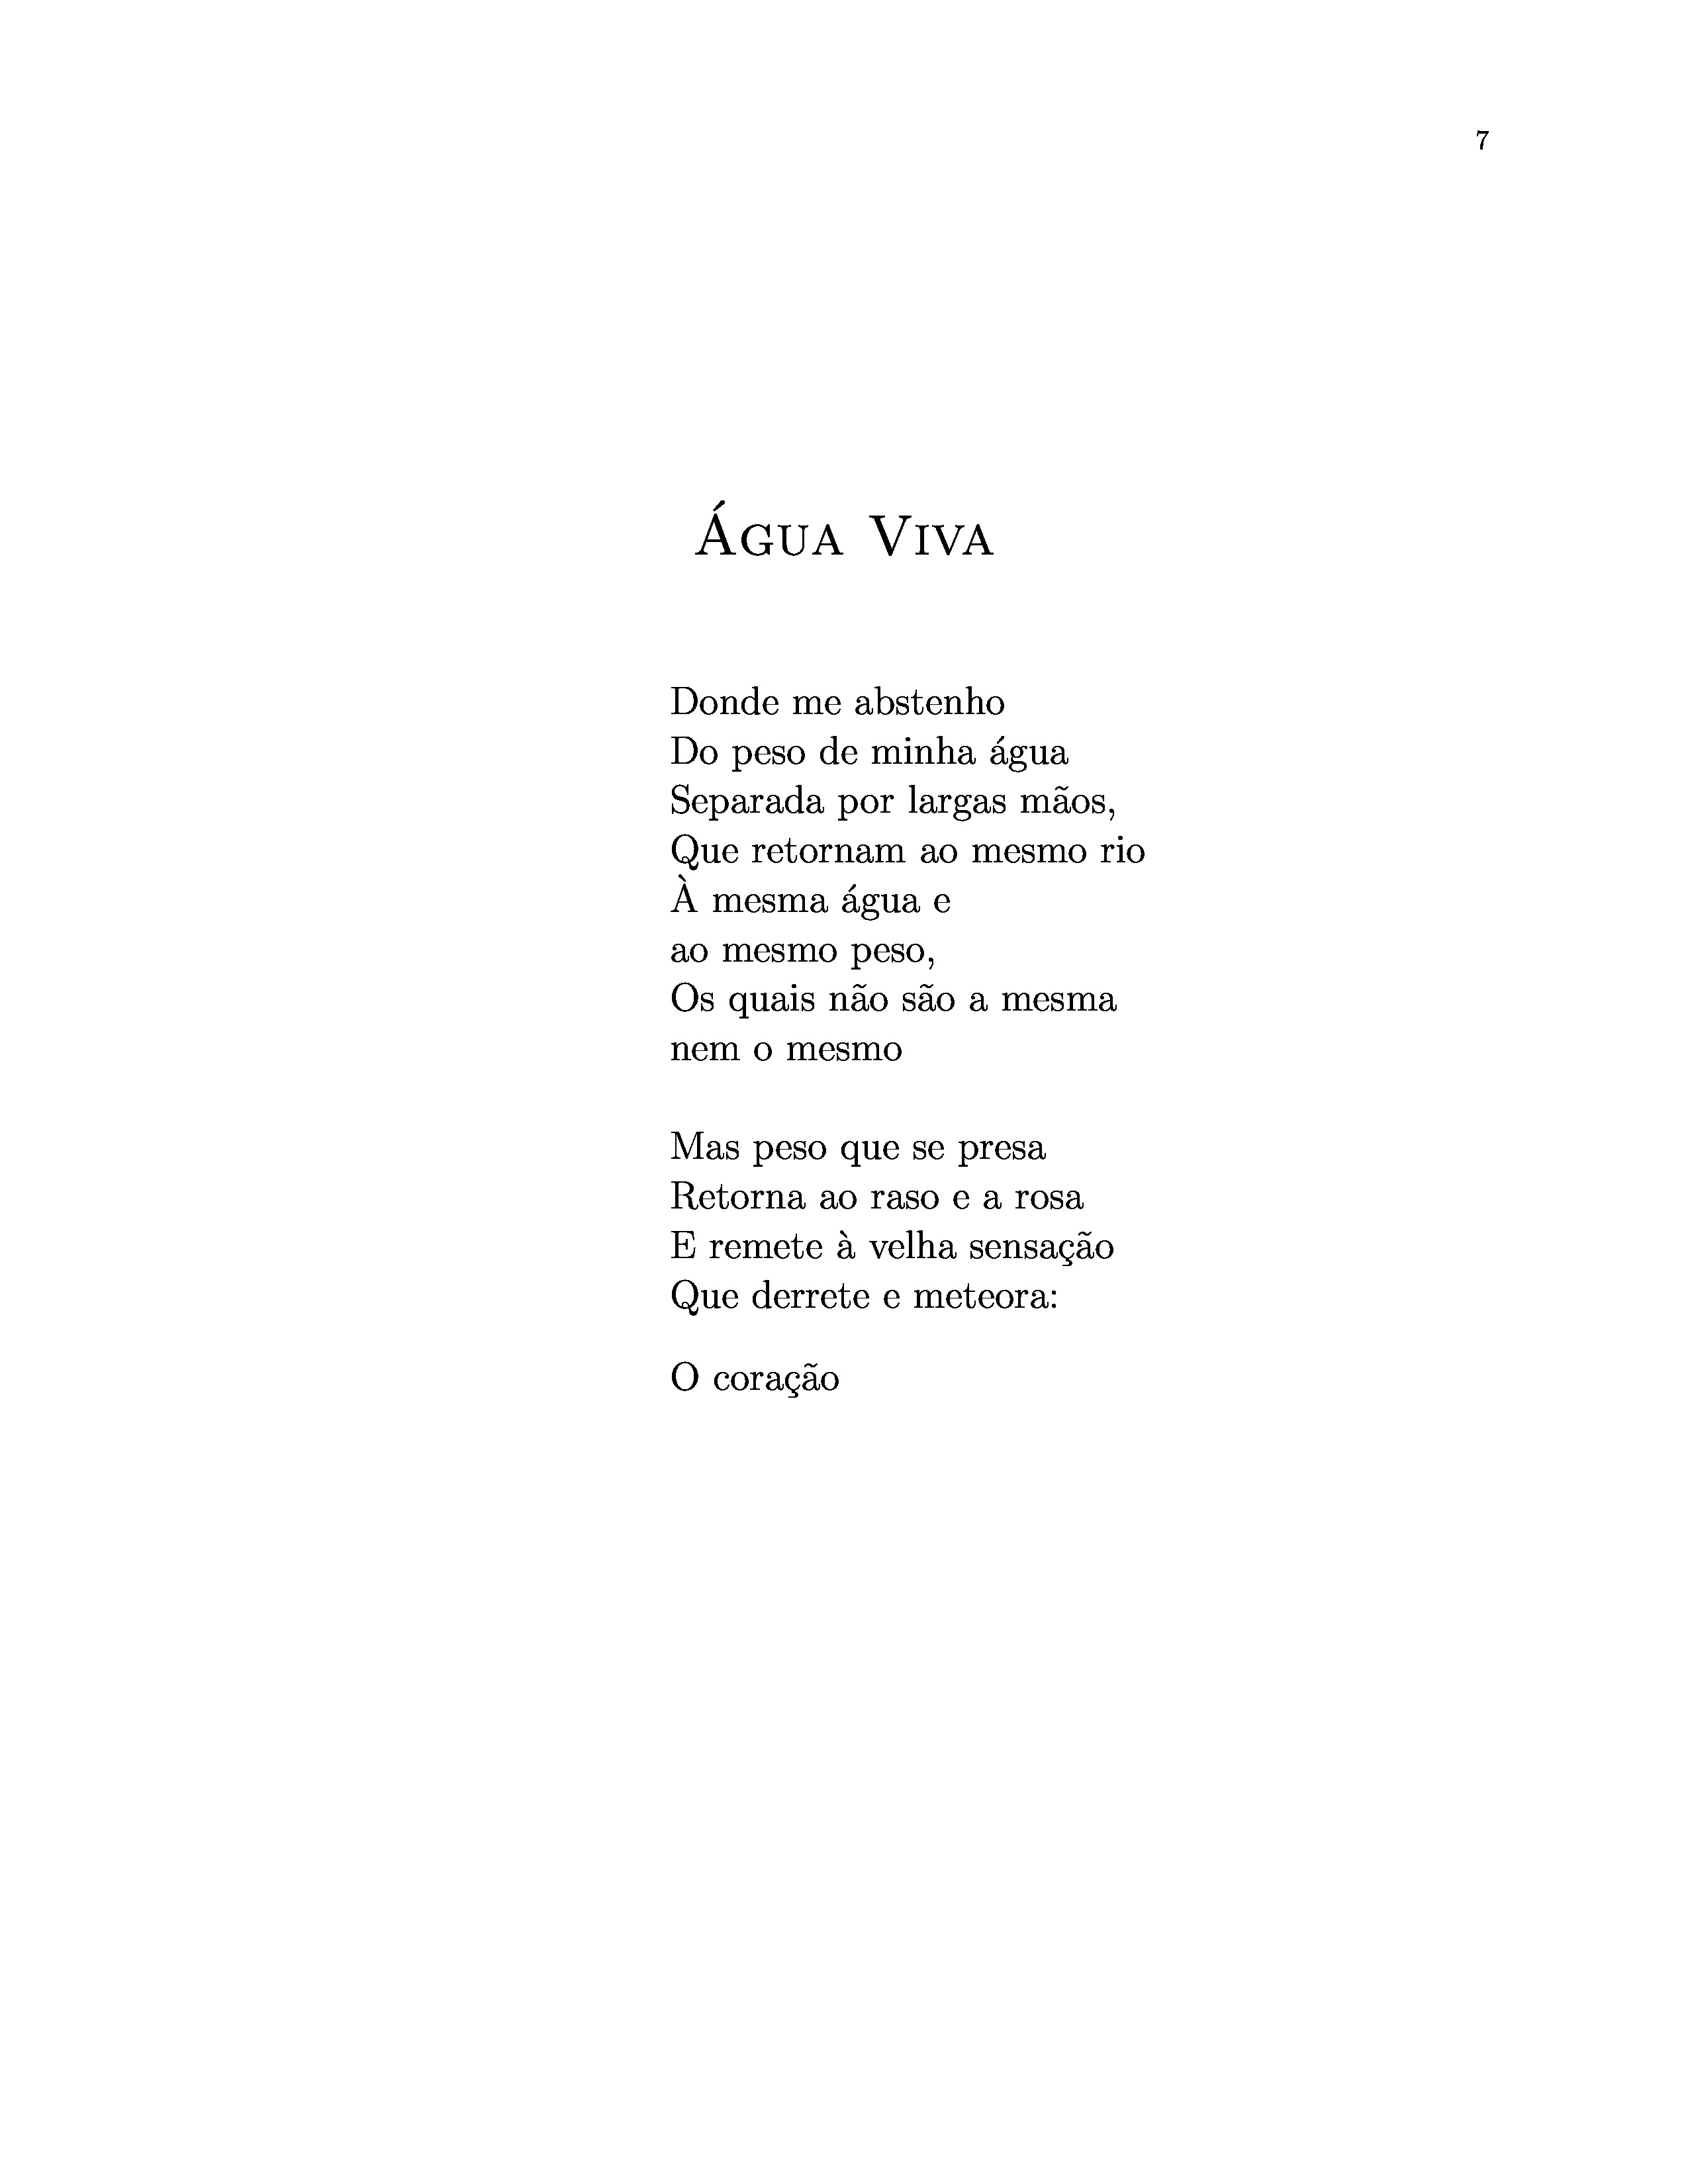 7
Água Viva
Donde me abstenho
Do peso de minha água
Separada por largas mãos,
Que retornam ao mesmo rio
À mesma água e
ao mesmo peso,
Os quais não são a mesma
nem o mesmo
Mas peso que se presa
Retorna ao raso e a rosa
E remete à velha sensação
Que derrete e meteora:
O coração